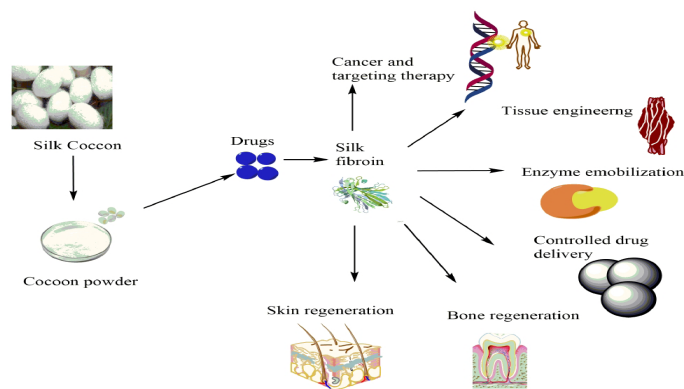 Silk Coccon
Cocoon powder
Drugs
Silk
fibroin
Cancer and
targeting therapy
Tissue engineerng
Enzyme emobilization
Controlled drug
delivery
Bone regeneration
Skin regeneration